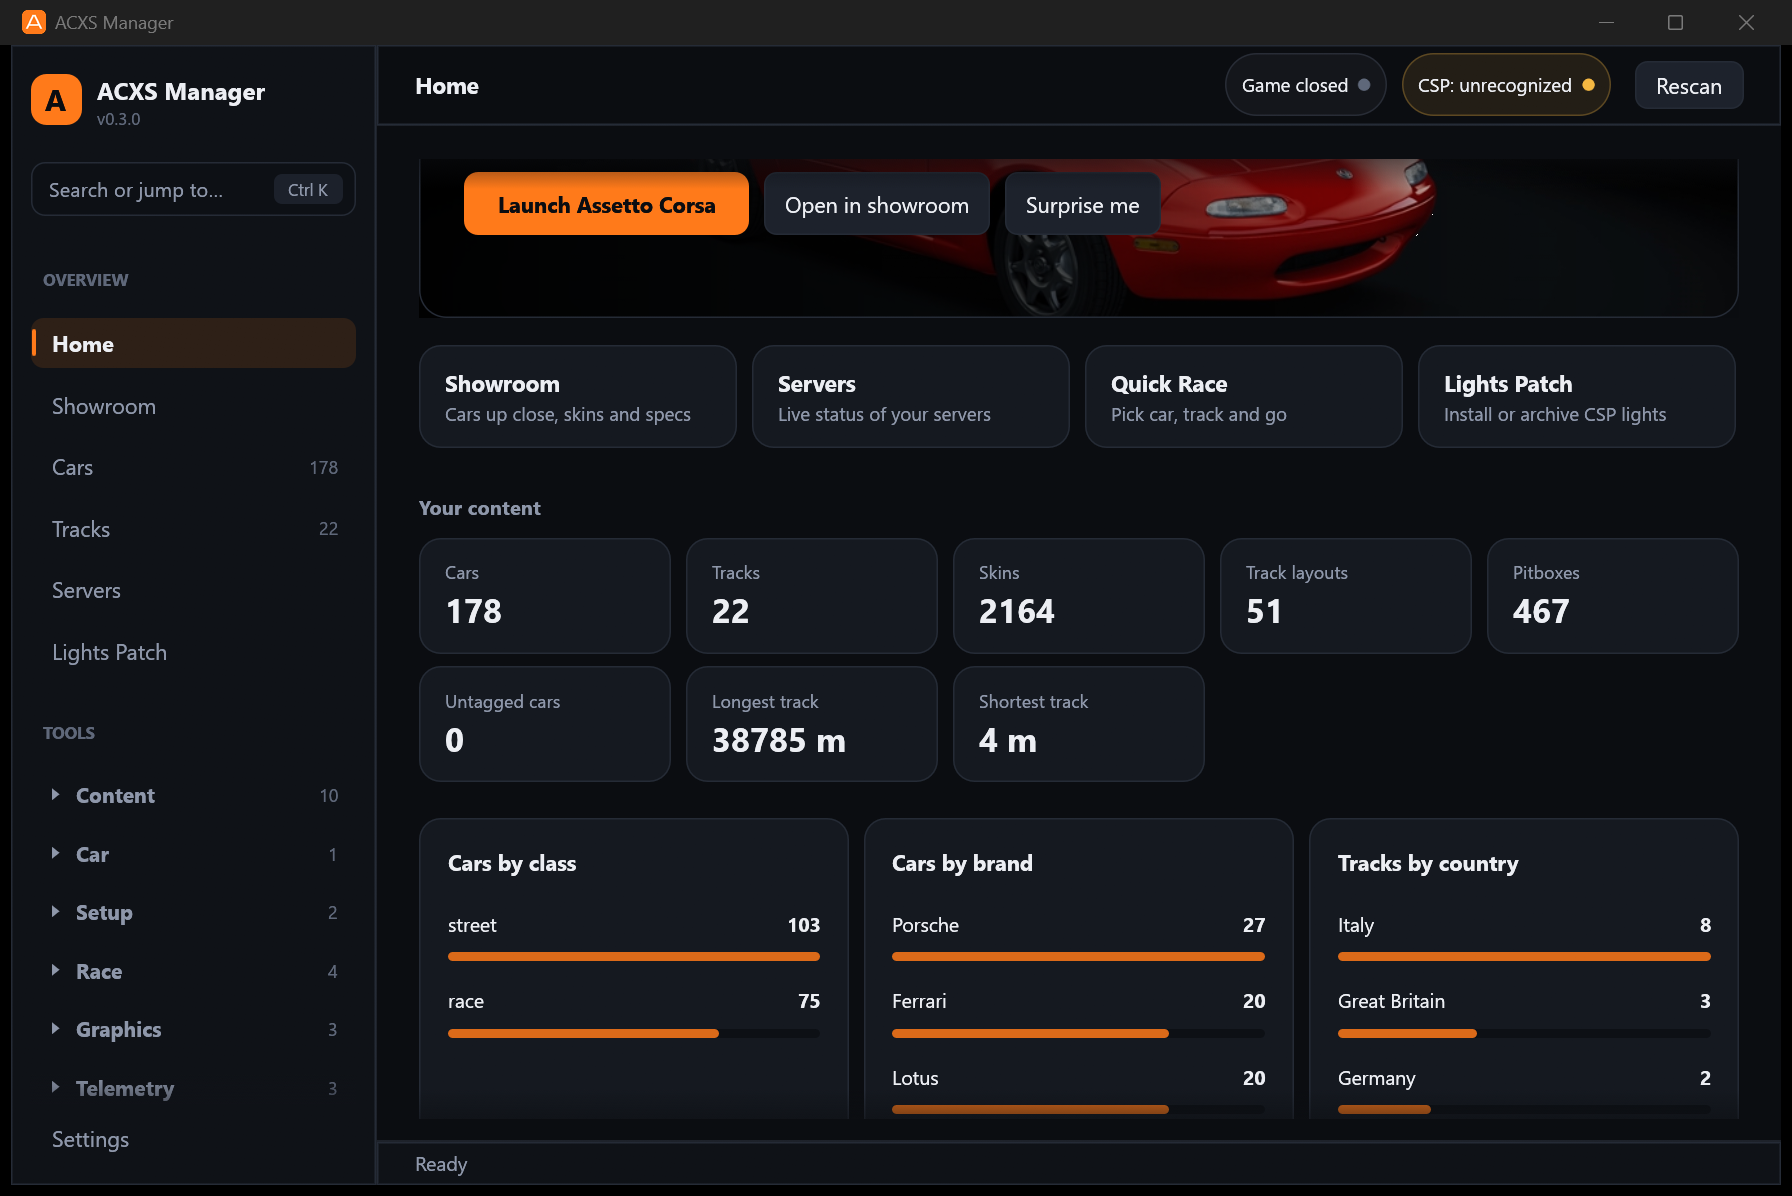 ACXS Manager
A
ACXS Manager
v0.3.0
Search or jump to... Ctrl K
OVERVIEW
Home
Showroom
Cars 178
Tracks 22
Servers
Lights Patch
TOOLS
Content 10
Car 1
Setup 2
Race 4
Graphics 3
Telemetry 3
Settings
Home
Game closed
CSP: unrecognized
Rescan
Launch Assetto Corsa
Open in showroom
Surprise me
Showroom
Cars up close, skins and specs
Servers
Live status of your servers
Quick Race
Pick car, track and go
Lights Patch
Install or archive CSP lights
Your content
Cars
178
Tracks
22
Skins
2164
Track layouts
51
Pitboxes
467
Untagged cars
0
Longest track
38785 m
Shortest track
4 m
Cars by class
street 103
race 75
Cars by brand
Porsche 27
Ferrari 20
Lotus 20
Tracks by country
Italy 8
Great Britain 3
Germany 2
Ready